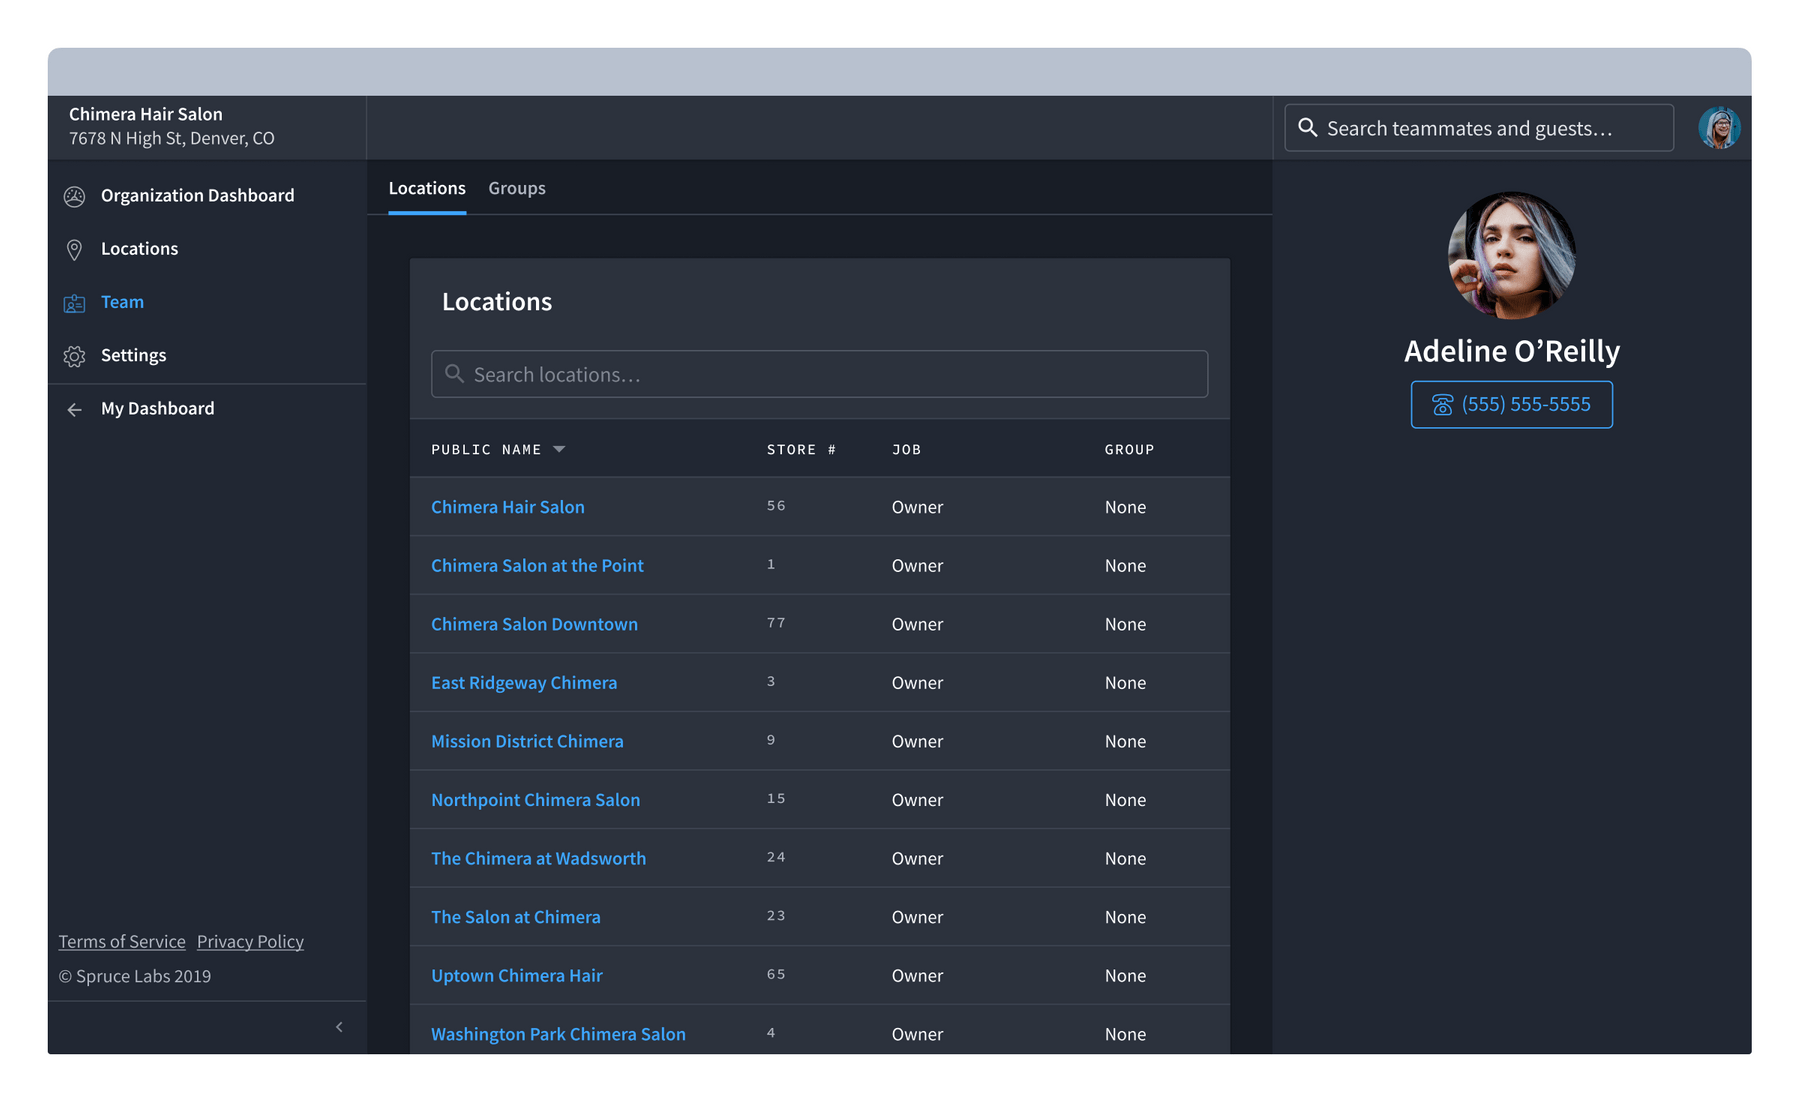 Chimera Hair Salon
7678 N High St, Denver, CO
Search teammates and guests…
Organization Dashboard
Locations
Team
Settings
My Dashboard
Terms of Service Privacy Policy
© Spruce Labs 2019
Locations Groups
Locations
Search locations…
PUBLIC NAME STORE # JOB GROUP
Chimera Hair Salon 56 Owner None
Chimera Salon at the Point 1 Owner None
Chimera Salon Downtown 77 Owner None
East Ridgeway Chimera 3 Owner None
Mission District Chimera 9 Owner None
Northpoint Chimera Salon 15 Owner None
The Chimera at Wadsworth 24 Owner None
The Salon at Chimera 23 Owner None
Uptown Chimera Hair 65 Owner None
Washington Park Chimera Salon 4 Owner None
Adeline O’Reilly
(555) 555-5555